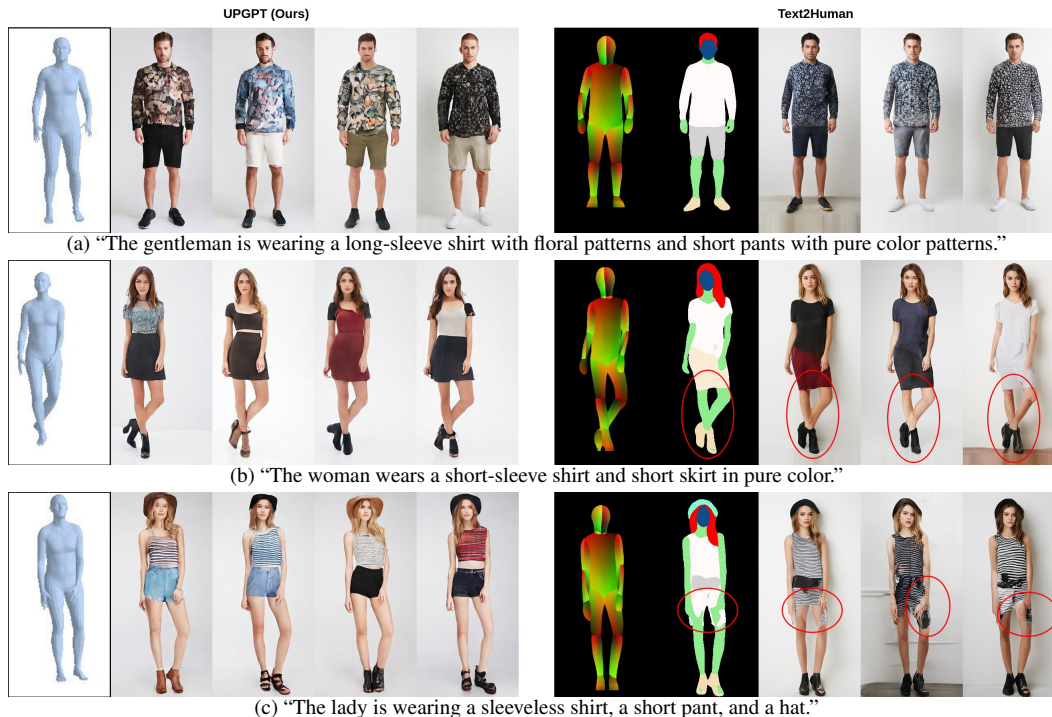 UPGPT (Ours)
Text2Human
(a) “The gentleman is wearing a long-sleeve shirt with floral patterns and short pants with pure color patterns.”
(b) “The woman wears a short-sleeve shirt and short skirt in pure color.”
(c) “The lady is wearing a sleeveless shirt, a short pant, and a hat.”